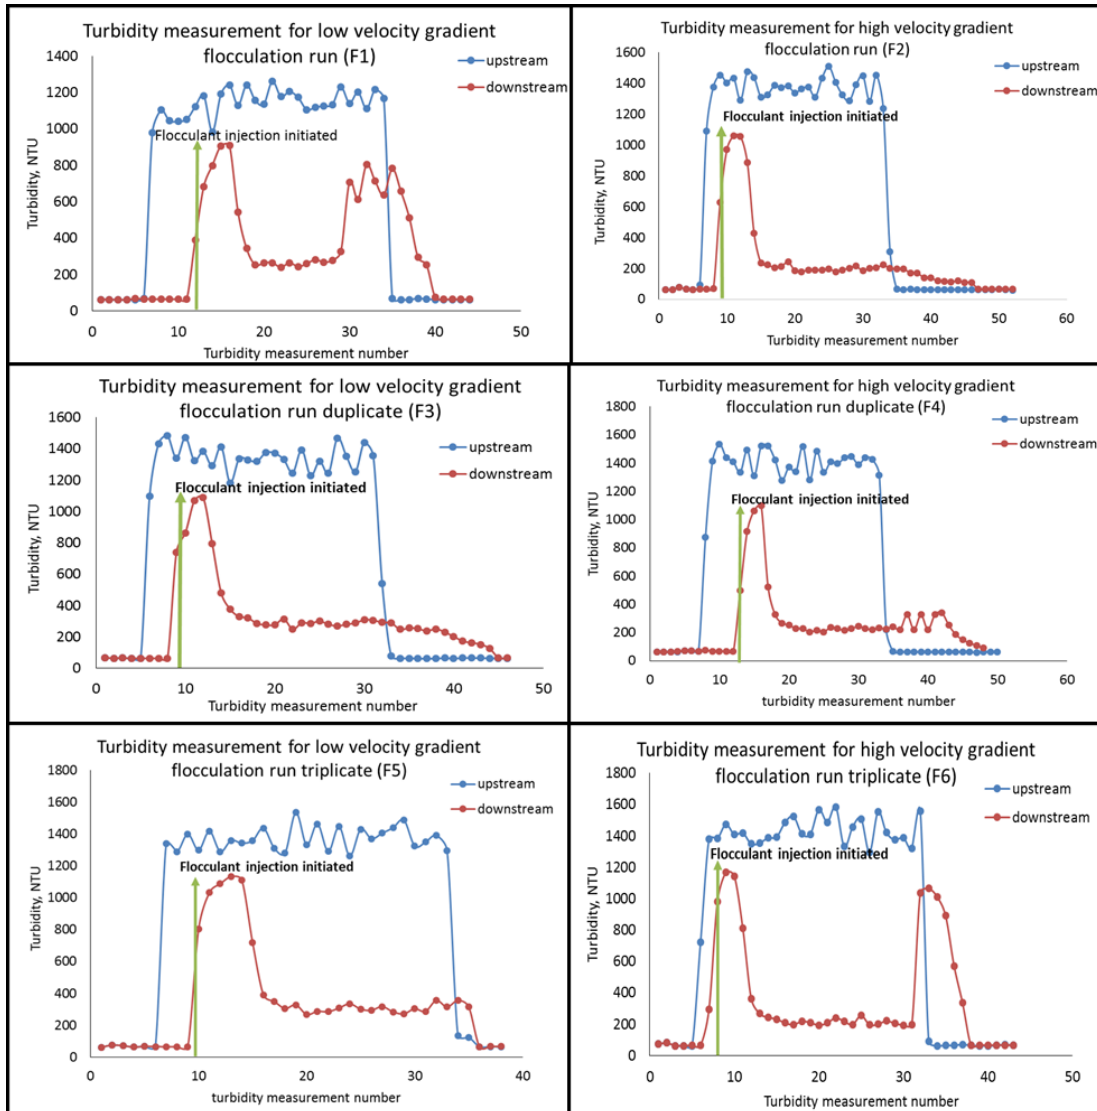 Turbidity measurement for low velocity gradient
flocculation run (F1)
upstream
downstream
Flocculant injection initiated
Turbidity, NTU
1400
1200
1000
800
600
400
200
0
0 10 20 30 40 50
Turbidity measurement number
Turbidity measurement for high velocity gradient
flocculation run (F2)
upstream
downstream
Flocculant injection initiated
Turbidity, NTU
1600
1400
1200
1000
800
600
400
200
0
0 10 20 30 40 50 60
Turbidity measurement number
Turbidity measurement for low velocity gradient
flocculation run duplicate (F3)
upstream
downstream
Flocculant injection initiated
Turbidity, NTU
1600
1400
1200
1000
800
600
400
200
0
0 10 20 30 40 50
Turbidity measurement number
Turbidity measurement for high velocity gradient
flocculation run duplicate (F4)
upstream
downstream
Flocculant injection initiated
Turbidity, NTU
1800
1600
1400
1200
1000
800
600
400
200
0
0 10 20 30 40 50 60
turbidity measurement number
Turbidity measurement for low velocity gradient
flocculation run triplicate (F5)
upstream
downstream
Flocculant injection initiated
Turbidity, NTU
1800
1600
1400
1200
1000
800
600
400
200
0
0 10 20 30 40
turbidity measurement number
Turbidity measurement for high velocity gradient
flocculation run triplicate (F6)
upstream
downstream
Flocculant injection initiated
Turbidity, NTU
1800
1600
1400
1200
1000
800
600
400
200
0
0 10 20 30 40 50
Turbidity measurement number